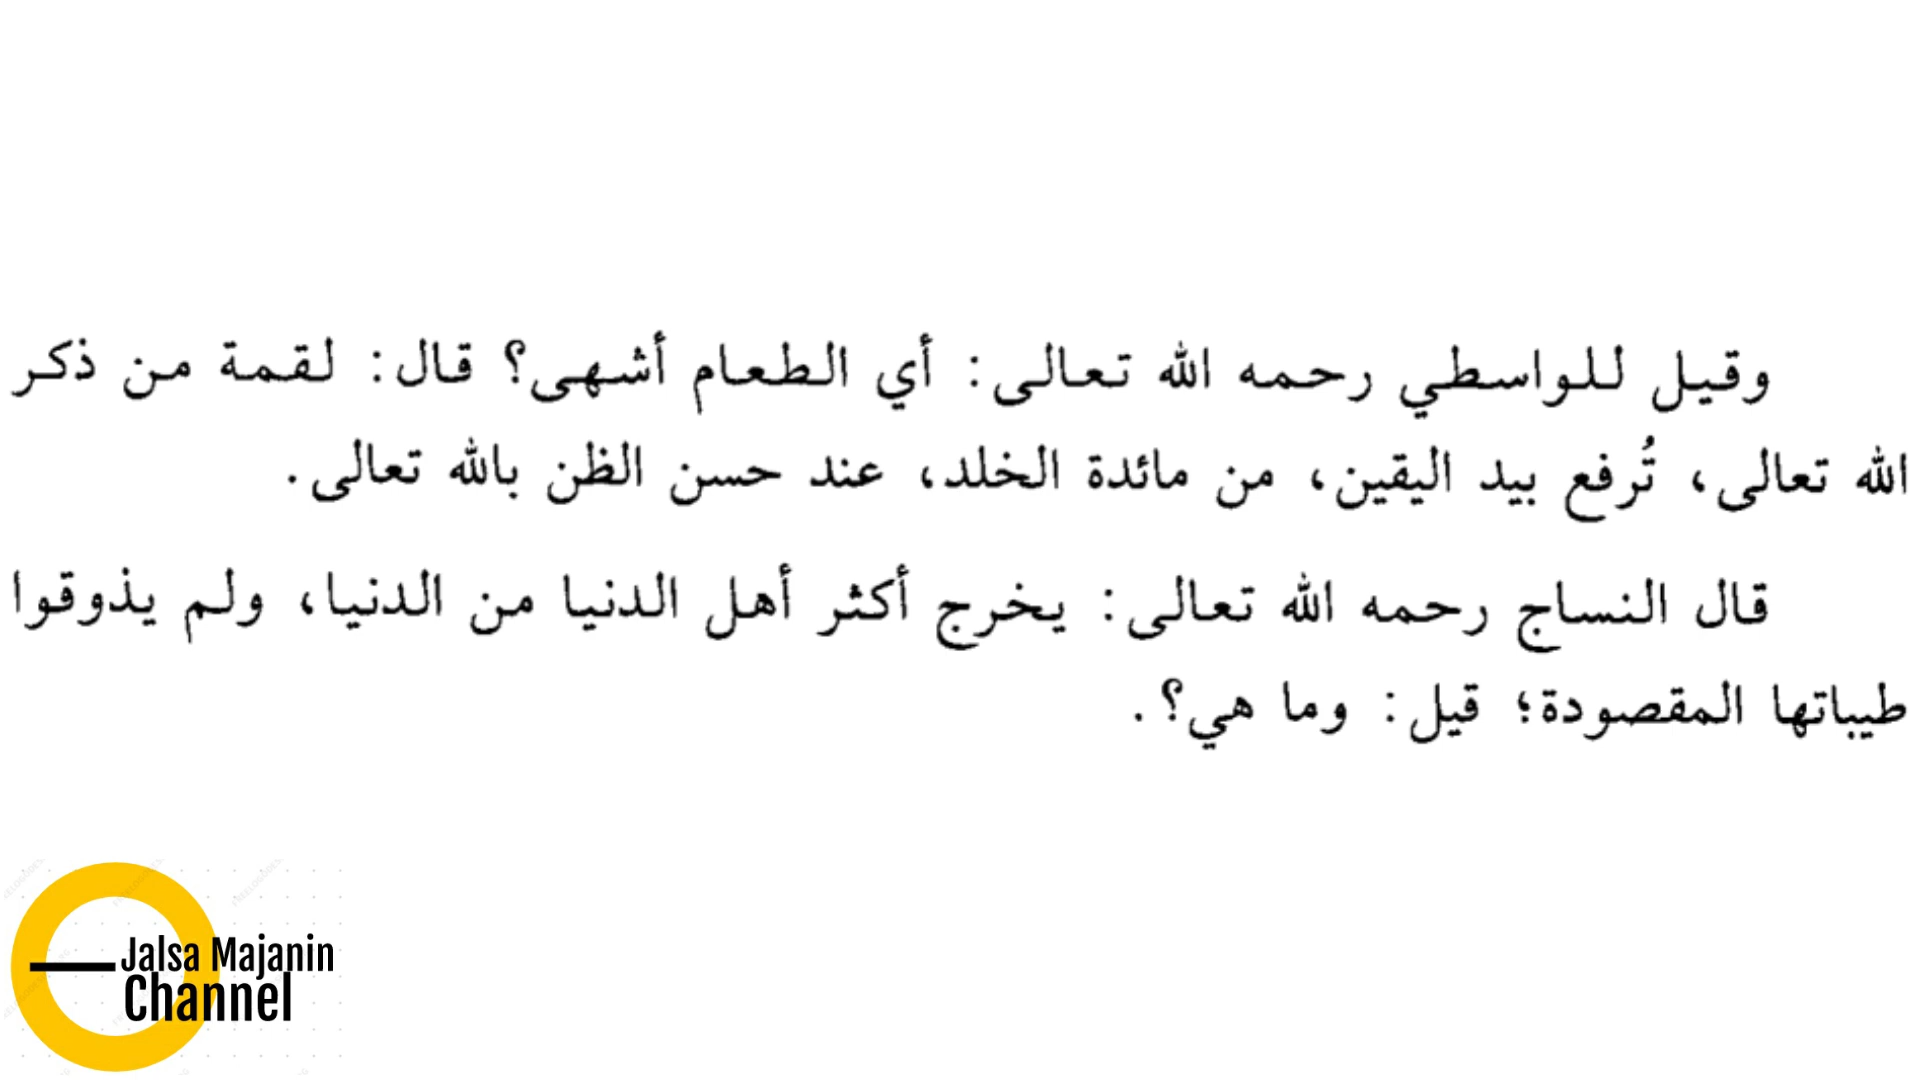 وقيل للواسطي رحمه الله تعالى: أي الطعام أشهى؟ قال: لقمة من ذكر
الله تعالى، تُرفع بيد اليقين، من مائدة الخلد، عند حسن الظن بالله تعالى.
قال النساج رحمه الله تعالى: يخرج أكثر أهل الدنيا من الدنيا، ولم يذوقوا
طيباتها المقصودة؛ قيل: وما هي؟.
Jalsa Majanin
Channel